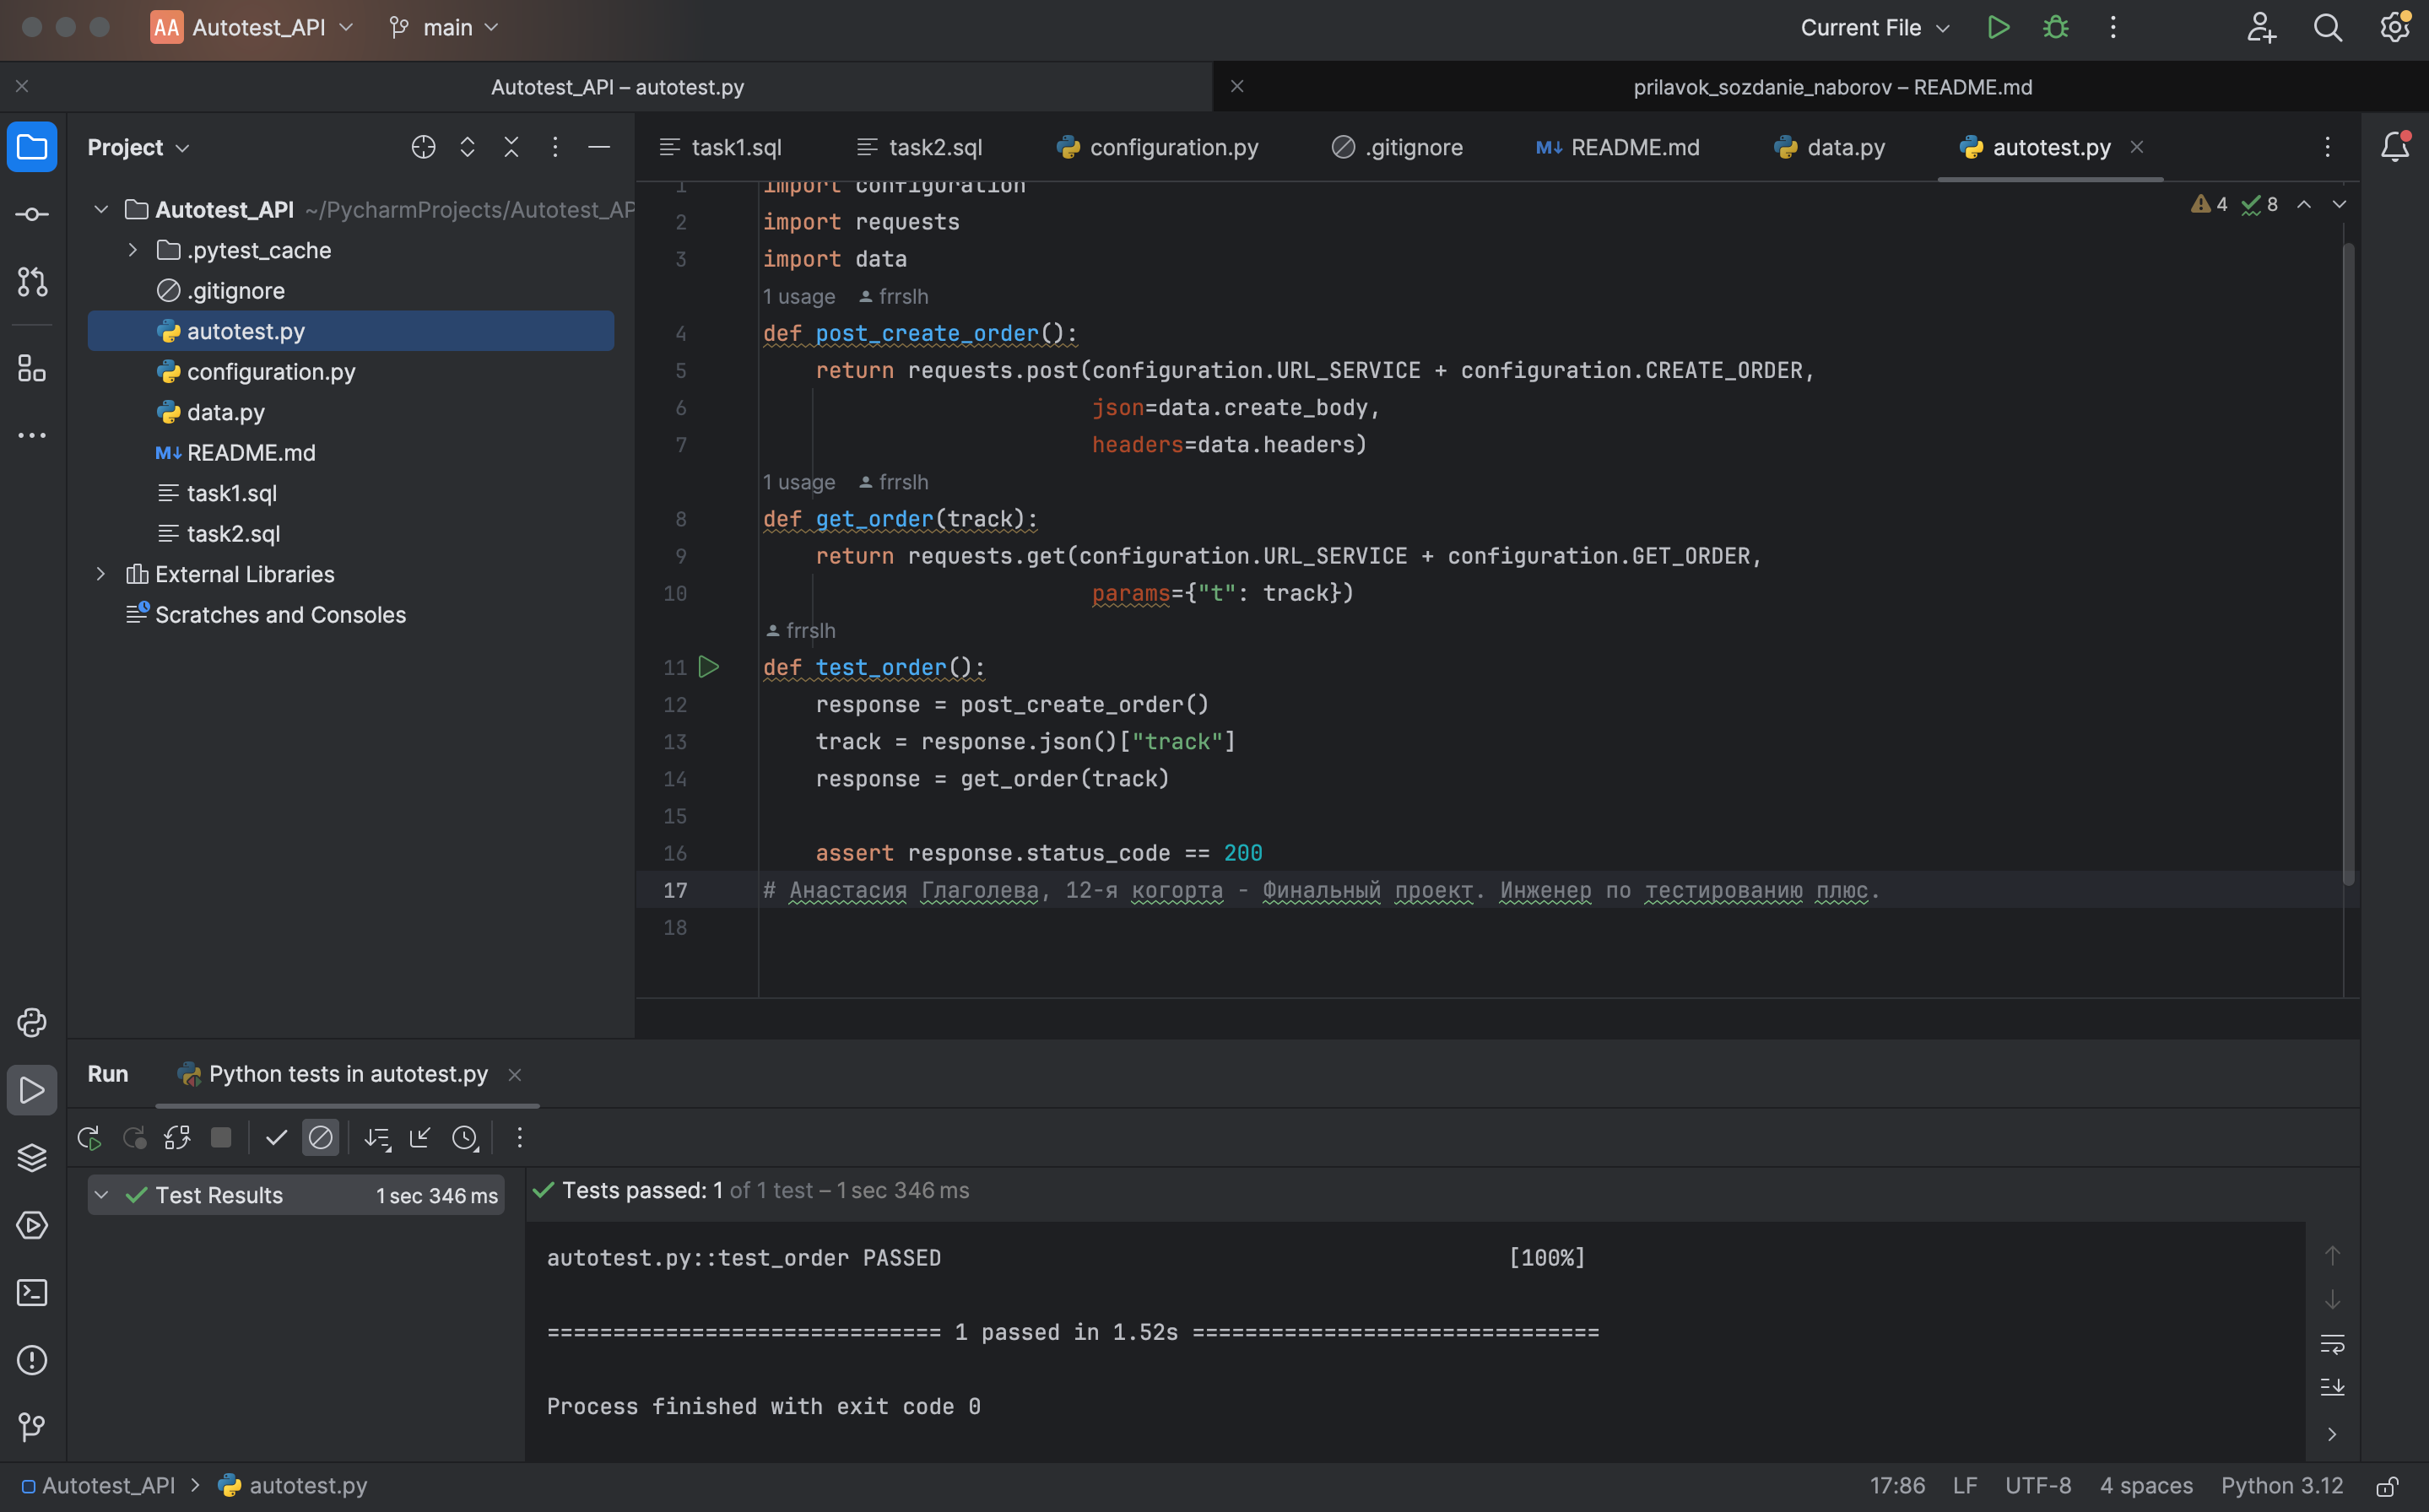 AA Autotest_API main Current File
Autotest_API – autotest.py prilavok_sozdanie_naborov – README.md
Project
task1.sql task2.sql configuration.py .gitignore README.md data.py autotest.py
Autotest_API ~/PycharmProjects/Autotest_AP
.pytest_cache
.gitignore
autotest.py
configuration.py
data.py
M↓ README.md
task1.sql
task2.sql
External Libraries
Scratches and Consoles
4 8
1 import configuration
2 import requests
3 import data
1 usage frrslh
4 def post_create_order():
5 return requests.post(configuration.URL_SERVICE + configuration.CREATE_ORDER,
6 json=data.create_body,
7 headers=data.headers)
1 usage frrslh
8 def get_order(track):
9 return requests.get(configuration.URL_SERVICE + configuration.GET_ORDER,
10 params={"t": track})
frrslh
11 def test_order():
12 response = post_create_order()
13 track = response.json()["track"]
14 response = get_order(track)
15
16 assert response.status_code == 200
17 # Анастасия Глаголева, 12-я когорта - Финальный проект. Инженер по тестированию плюс.
18
Run Python tests in autotest.py
Test Results 1 sec 346 ms
Tests passed: 1 of 1 test – 1 sec 346 ms
autotest.py::test_order PASSED [100%]
============================== 1 passed in 1.52s ===============================
Process finished with exit code 0
Autotest_API > autotest.py 17:86 LF UTF-8 4 spaces Python 3.12